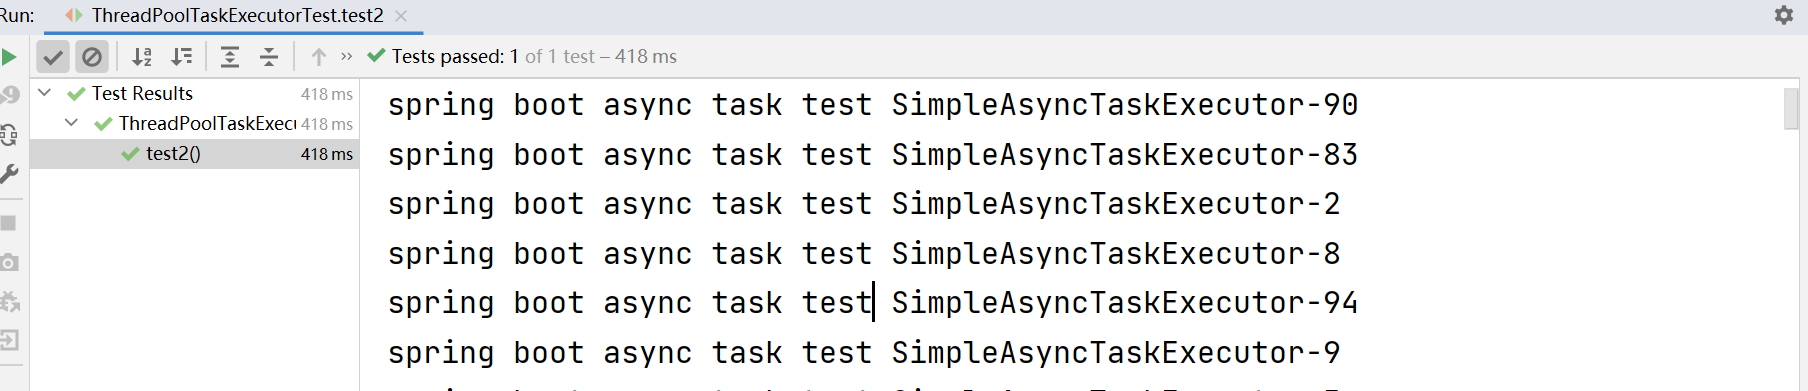 Run: ThreadPoolTaskExecutorTest.test2
Tests passed: 1 of 1 test – 418 ms
Test Results 418 ms
ThreadPoolTaskExecu 418 ms
test2() 418 ms
spring boot async task test SimpleAsyncTaskExecutor-90
spring boot async task test SimpleAsyncTaskExecutor-83
spring boot async task test SimpleAsyncTaskExecutor-2
spring boot async task test SimpleAsyncTaskExecutor-8
spring boot async task test SimpleAsyncTaskExecutor-94
spring boot async task test SimpleAsyncTaskExecutor-9